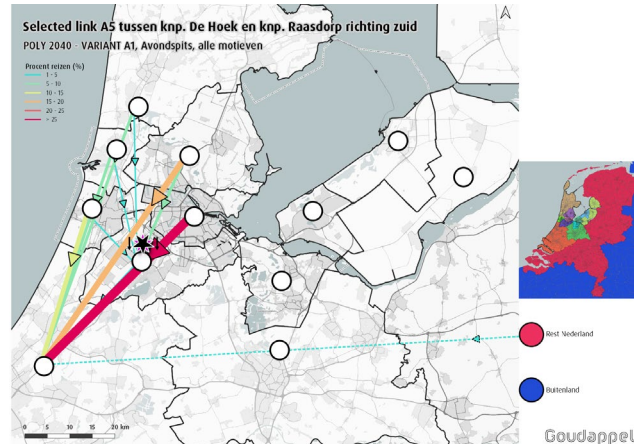 Selected link A5 tussen knp. De Hoek en knp. Raasdorp richting zuid
POLY 2040 - VARIANT A1, Avondspits, alle motieven
Procent reizen (%)
1 - 5
5 - 10
10 - 15
15 - 20
20 - 25
> 25
Rest Nederland
Buitenland
0 5 10 15 20 km
Goudappel